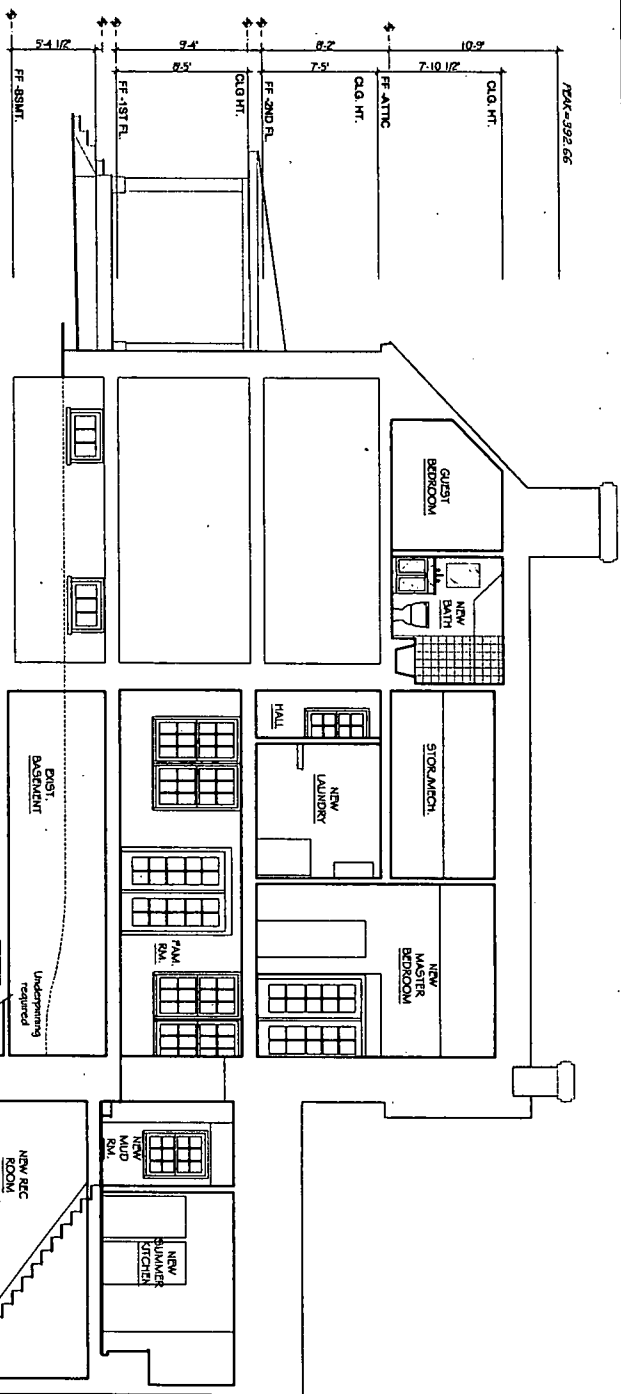 PEAK=392.66
10'-9"
7'-10 1/2"
CLG. HT.
FF -ATTIC
8'-2"
7'-5"
CLG. HT.
FF -2ND FL.
9'-4"
8'-5"
CLG HT.
FF -1ST FL.
5'-4 1/2"
FF -BSMT.
GUEST
BEDROOM
NEW
BATH
STOR./MECH.
NEW
MASTER
BEDROOM
HALL
NEW
LAUNDRY
FAM.
RM.
NEW
MUD
RM.
NEW
SUMMER
KITCHEN
EXIST.
BASEMENT
Underpinning
required
NEW REC
ROOM